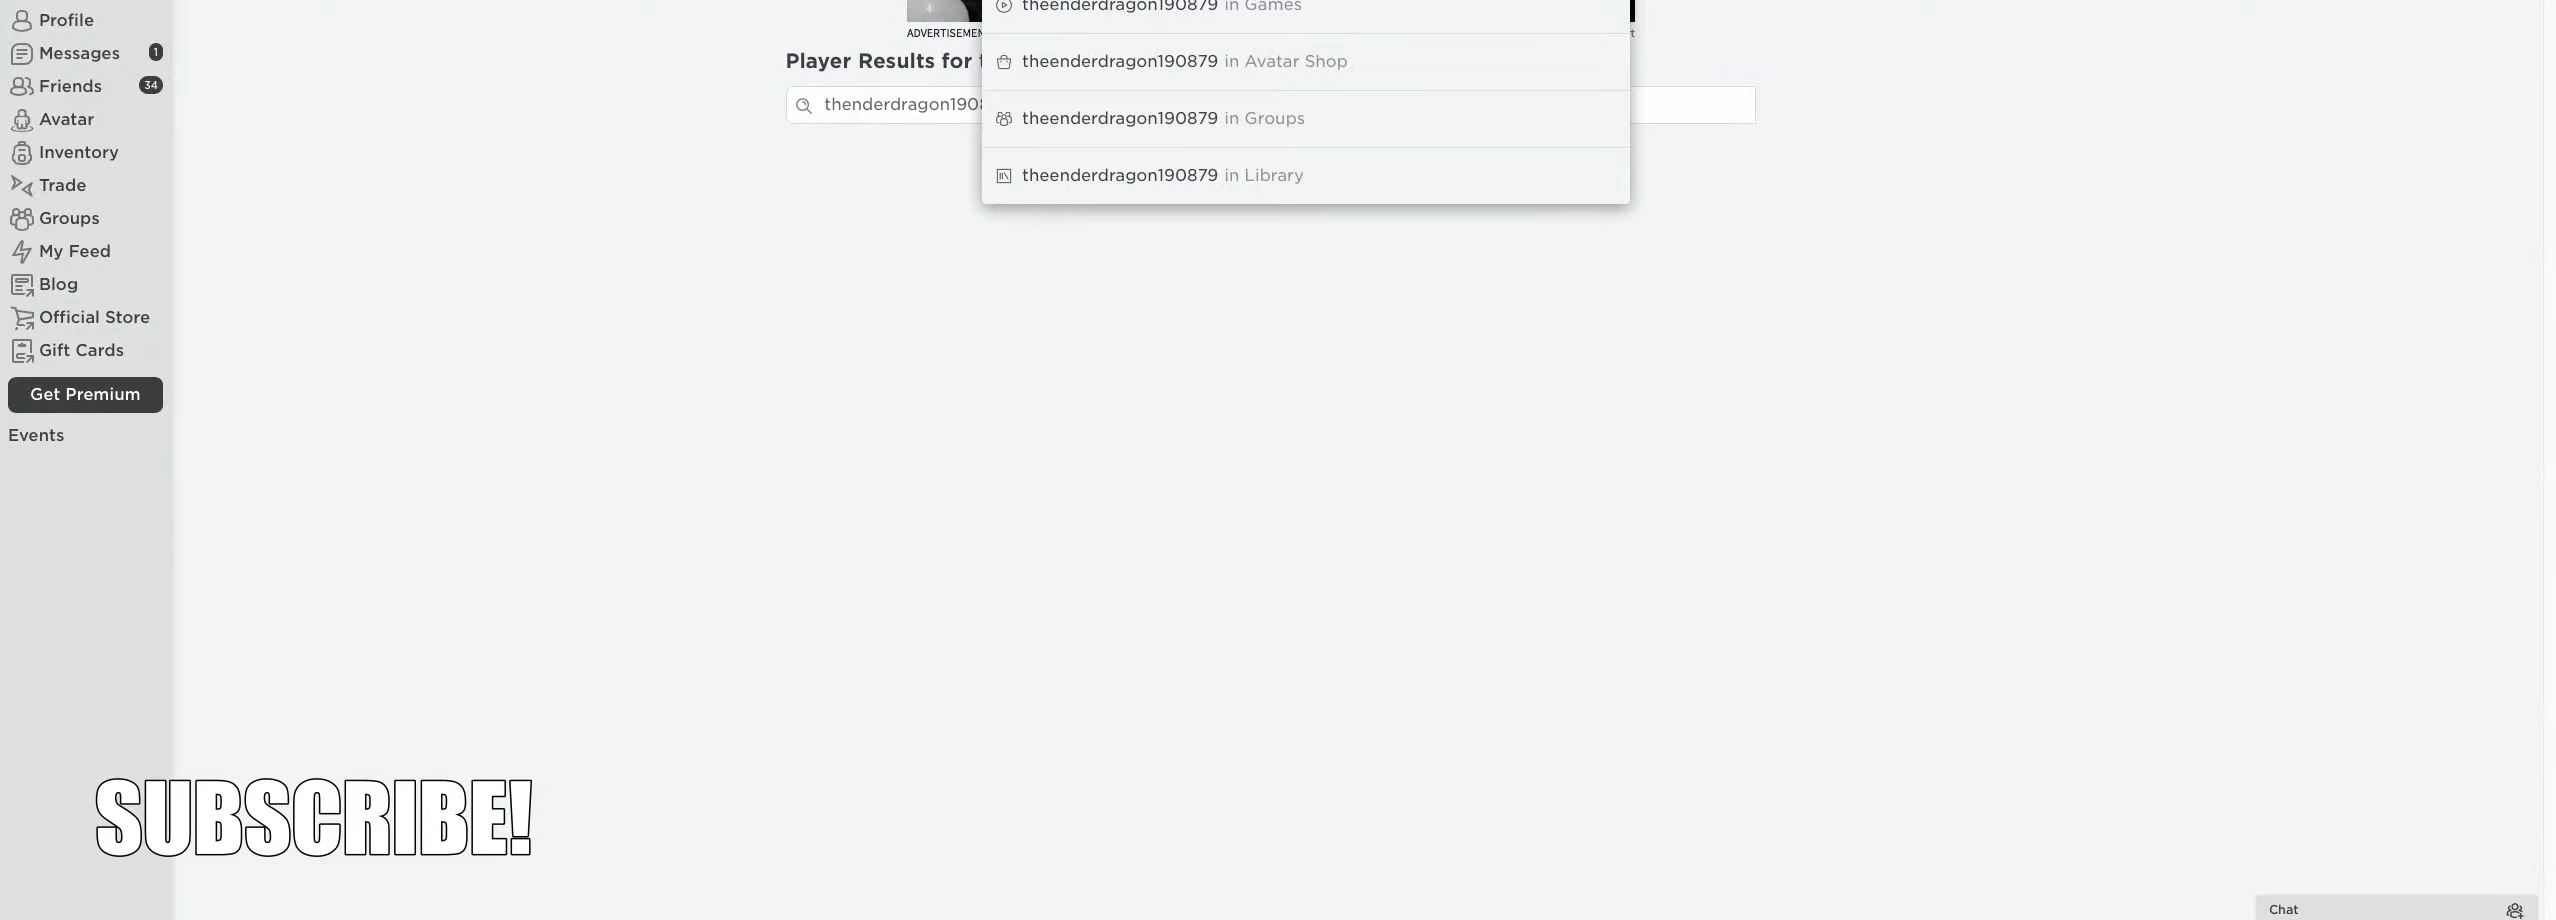 Profile
Messages 1
Friends 34
Avatar
Inventory
Trade
Groups
My Feed
Blog
Official Store
Gift Cards
Get Premium
Events
theenderdragon190879 in Games
ADVERTISEMEN
Player Results for
theenderdragon190879 in Avatar Shop
thenderdragon190
theenderdragon190879 in Groups
theenderdragon190879 in Library
SUBSCRIBE!
Chat